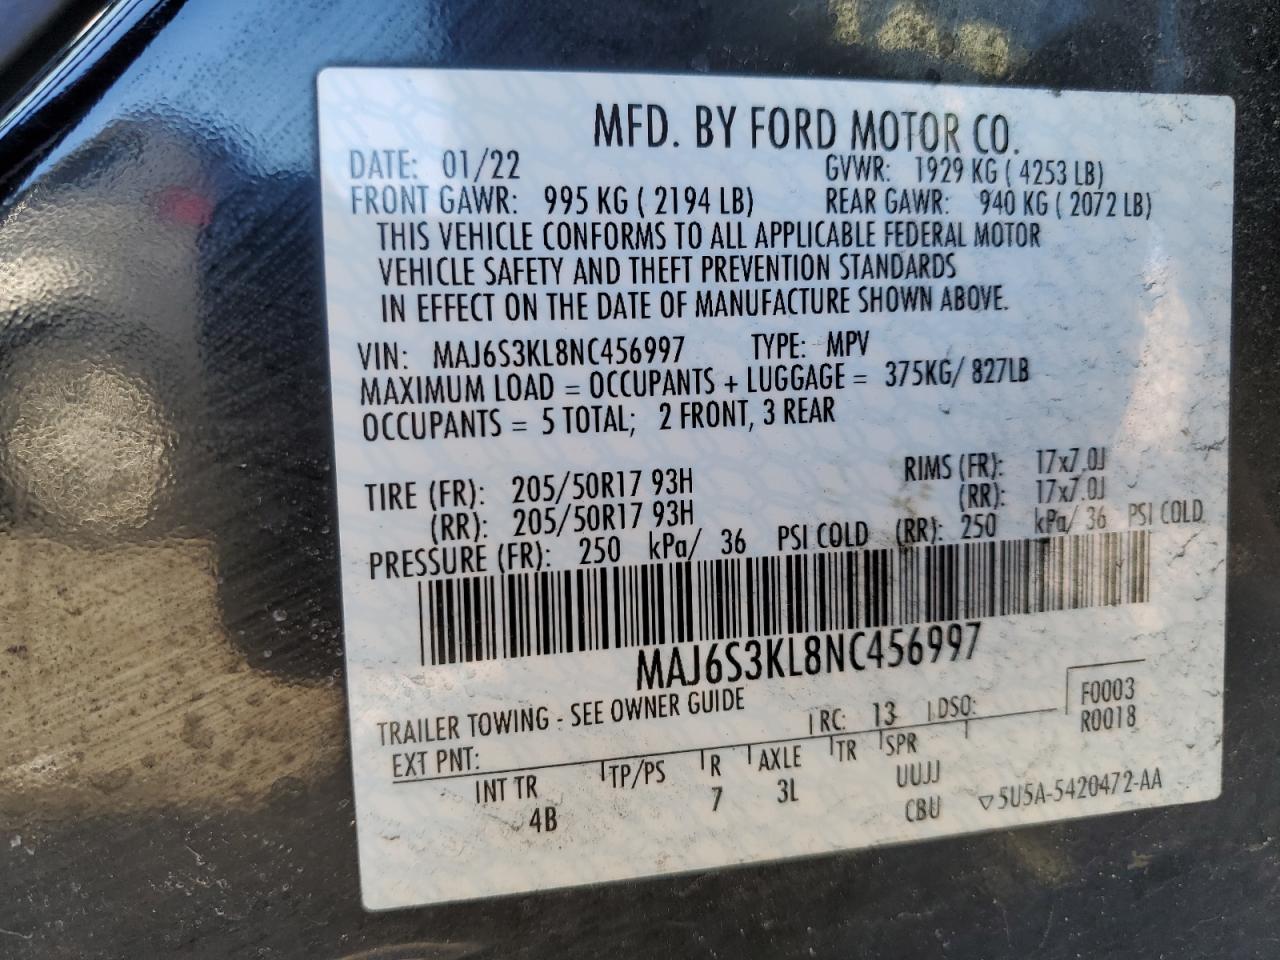 MFD. BY FORD MOTOR CO.
DATE: 01/22 GVWR: 1929 KG ( 4253 LB)
FRONT GAWR: 995 KG ( 2194 LB) REAR GAWR: 940 KG ( 2072 LB)
THIS VEHICLE CONFORMS TO ALL APPLICABLE FEDERAL MOTOR
VEHICLE SAFETY AND THEFT PREVENTION STANDARDS
IN EFFECT ON THE DATE OF MANUFACTURE SHOWN ABOVE.
VIN: MAJ6S3KL8NC456997 TYPE: MPV
MAXIMUM LOAD = OCCUPANTS + LUGGAGE = 375KG/ 827LB
OCCUPANTS = 5 TOTAL; 2 FRONT, 3 REAR
TIRE (FR): 205/50R17 93H RIMS (FR): 17x7.0J
(RR): 205/50R17 93H (RR): 17x7.0J
PRESSURE (FR): 250 kPa/ 36 PSI COLD (RR): 250 kPa/ 36 PSI COLD
MAJ6S3KL8NC456997
TRAILER TOWING - SEE OWNER GUIDE
F0003
EXT PNT: RC: 13 DSO: R0018
INT TR TP/PS R AXLE TR SPR
4B 7 3L UUJJ
CBU ▽5U5A-5420472-AA